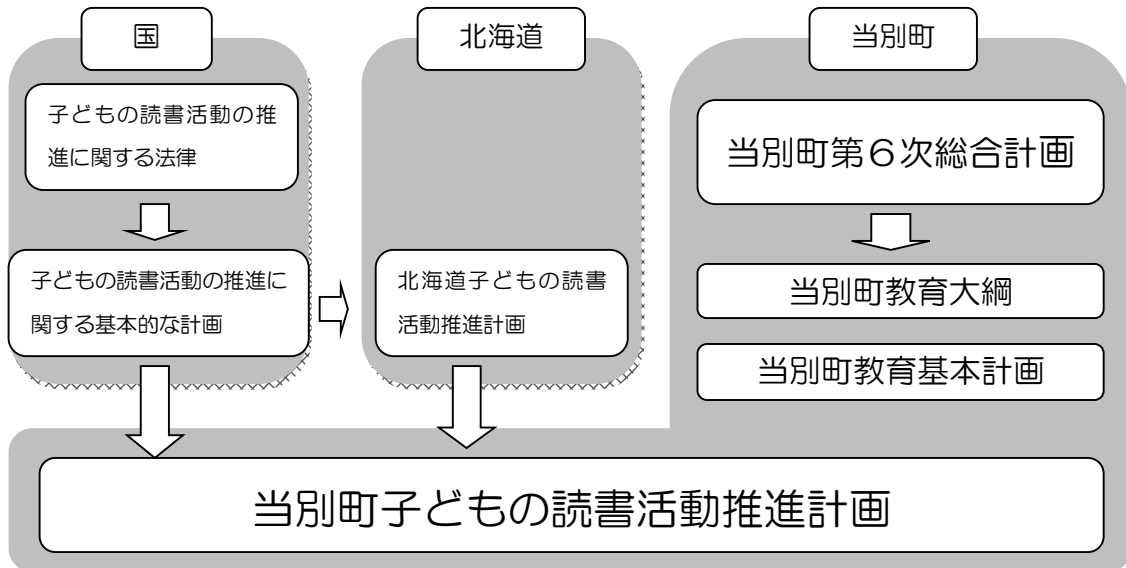 国
子どもの読書活動の推
進に関する法律
子どもの読書活動の推進に
関する基本的な計画
北海道
北海道子どもの読書
活動推進計画
当別町
当別町第６次総合計画
当別町教育大綱
当別町教育基本計画
当別町子どもの読書活動推進計画